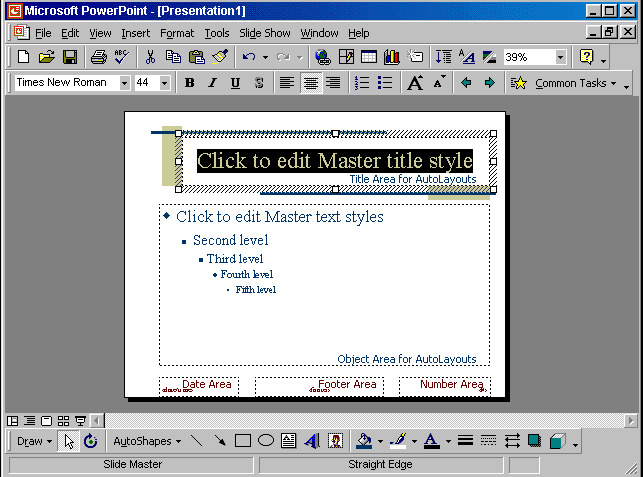 Microsoft PowerPoint - [Presentation1]
File Edit View Insert Format Tools Slide Show Window Help
39%
Times New Roman 44 B I U S A A Common Tasks
Click to edit Master title style
Title Area for AutoLayouts
Click to edit Master text styles
Second level
Third level
Fourth level
Fifth level
Object Area for AutoLayouts
Date Area Footer Area Number Area
Draw AutoShapes A A
Slide Master Straight Edge